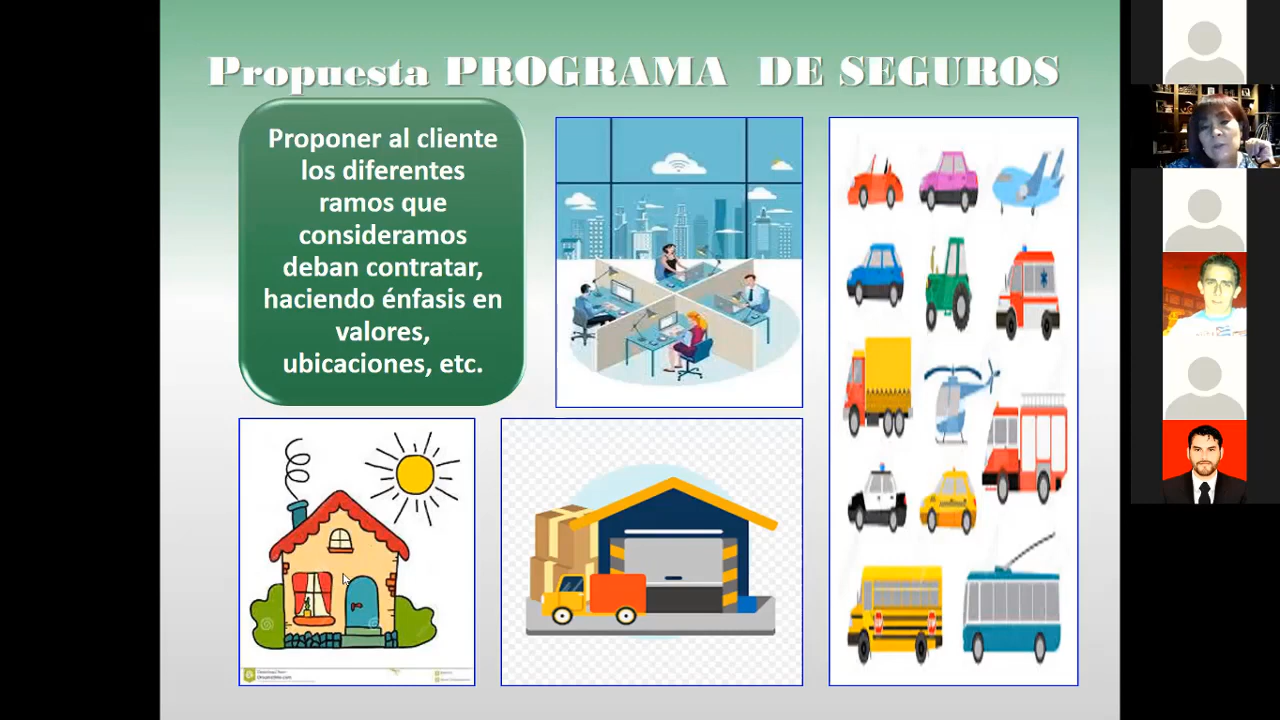 Propuesta PROGRAMA DE SEGUROS
Proponer al cliente
los diferentes
ramos que
consideramos
deban contratar,
haciendo énfasis en
valores,
ubicaciones, etc.